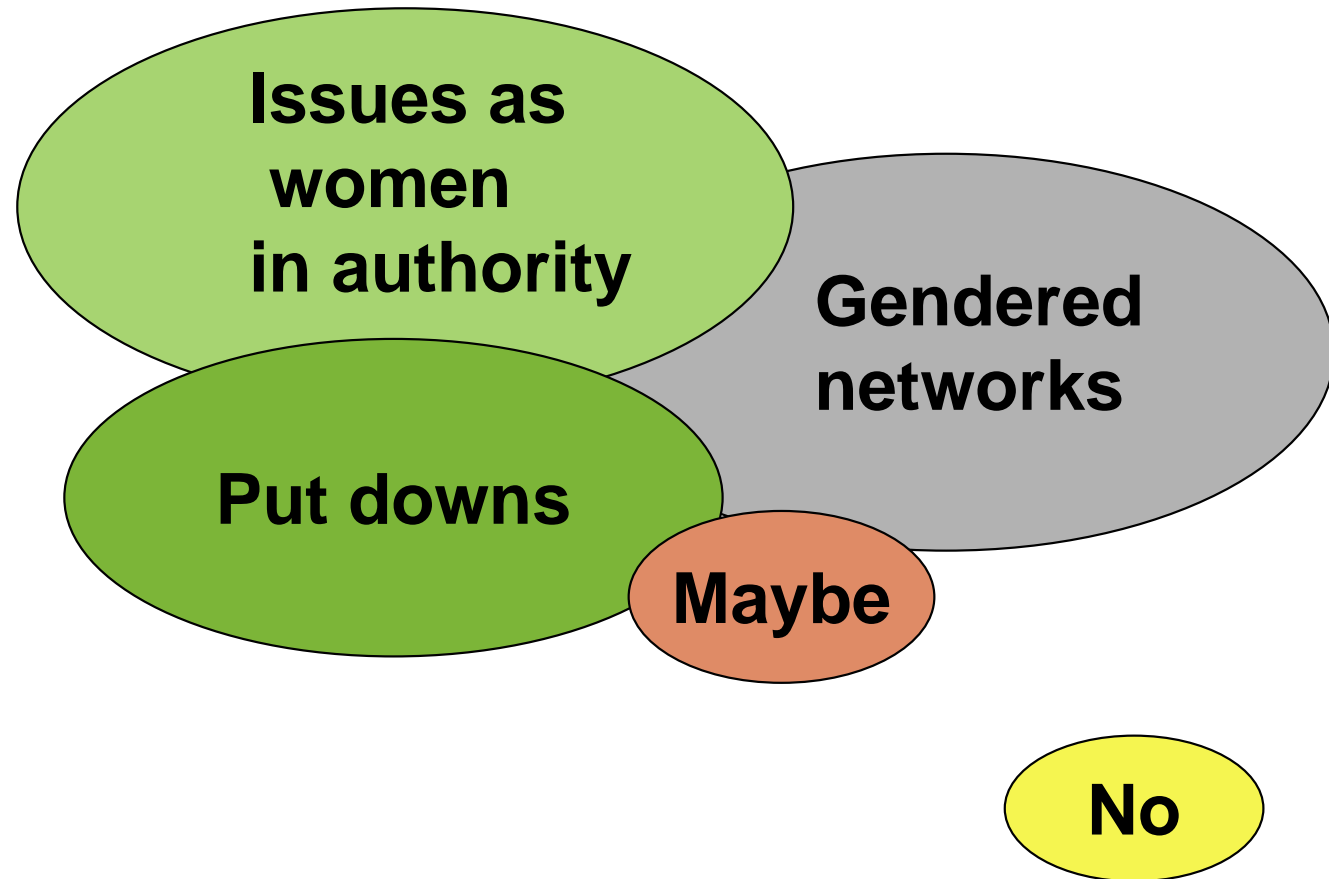 Issues as
women
in authority
Gendered
networks
Put downs
Maybe
No